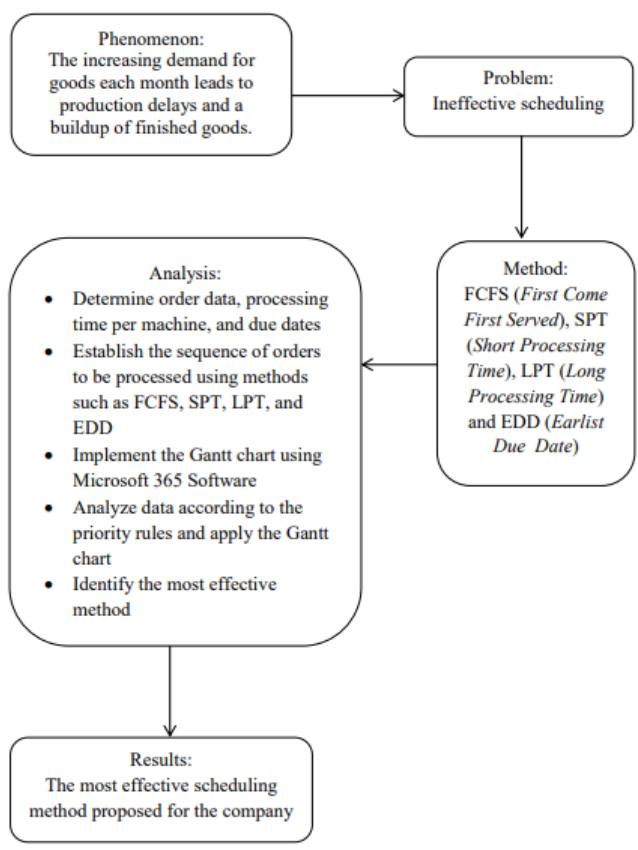 Phenomenon:
The increasing demand for
goods each month leads to
production delays and a
buildup of finished goods.
Problem:
Ineffective scheduling
Method:
FCFS (First Come
First Served), SPT
(Short Processing
Time), LPT (Long
Processing Time)
and EDD (Earlist
Due Date)
Analysis:
• Determine order data, processing
time per machine, and due dates
• Establish the sequence of orders
to be processed using methods
such as FCFS, SPT, LPT, and
EDD
• Implement the Gantt chart using
Microsoft 365 Software
• Analyze data according to the
priority rules and apply the Gantt
chart
• Identify the most effective
method
Results:
The most effective scheduling
method proposed for the company